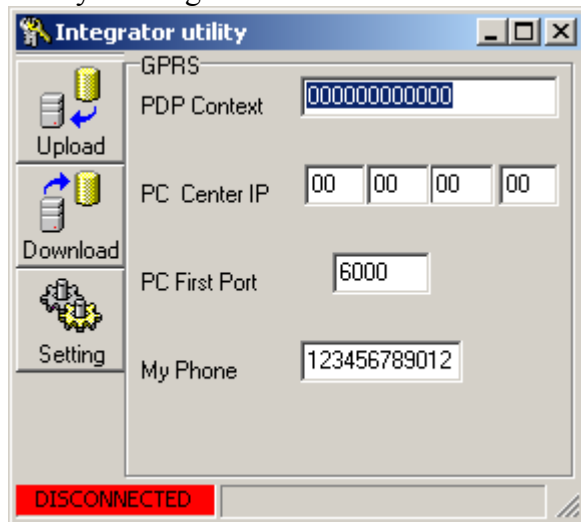 Integrator utility
GPRS
PDP Context 000000000000
Upload
PC Center IP 00 00 00 00
Download
PC First Port 6000
Setting
My Phone 123456789012
DISCONNECTED